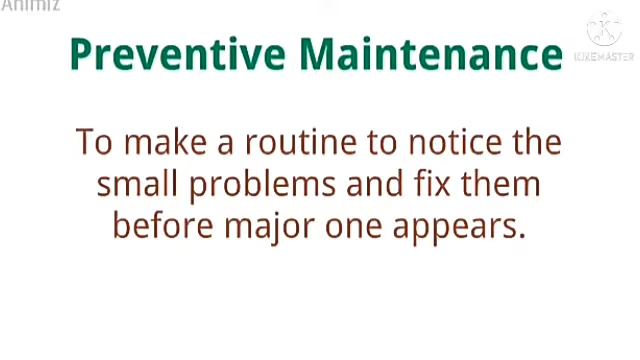 Animiz
Preventive Maintenance
KINEMASTER
To make a routine to notice the
small problems and fix them
before major one appears.